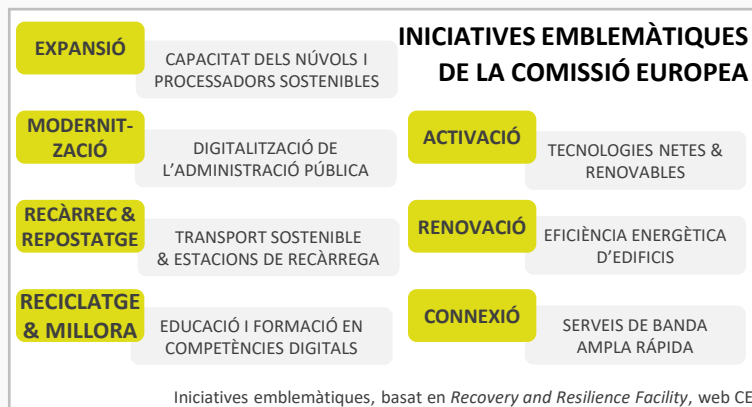 INICIATIVES EMBLEMÀTIQUES
DE LA COMISSIÓ EUROPEA
EXPANSIÓ
CAPACITAT DELS NÚVOLS I
PROCESSADORS SOSTENIBLES
MODERNIT-
ZACIÓ
DIGITALITZACIÓ DE
L’ADMINISTRACIÓ PÚBLICA
RECÀRREC &
REPOSTATGE
TRANSPORT SOSTENIBLE
& ESTACIONS DE RECÀRREGA
RECICLATGE
& MILLORA
EDUCACIÓ I FORMACIÓ EN
COMPETÈNCIES DIGITALS
ACTIVACIÓ
TECNOLOGIES NETES &
RENOVABLES
RENOVACIÓ
EFICIÈNCIA ENERGÈTICA
D’EDIFICIS
CONNEXIÓ
SERVEIS DE BANDA
AMPLA RÀPIDA
Iniciatives emblemàtiques, basat en Recovery and Resilience Facility, web CE